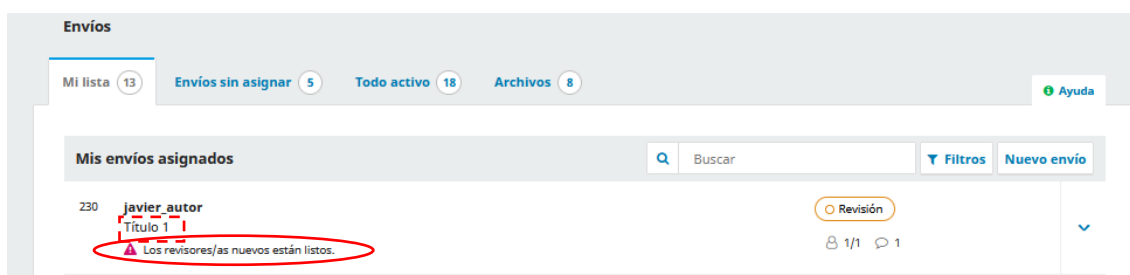 Envíos
Mi lista 13 Envíos sin asignar 5 Todo activo 18 Archivos 8
Ayuda
Mis envíos asignados Buscar Filtros Nuevo envío
230 javier_autor Revisión
Título 1
1/1 1
Los revisores/as nuevos están listos.